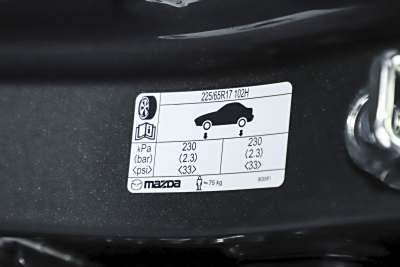 225/65R17 102H
kPa 230 230
(bar) (2.3) (2.3)
<psi> <33> <33>
mazda =75 kg